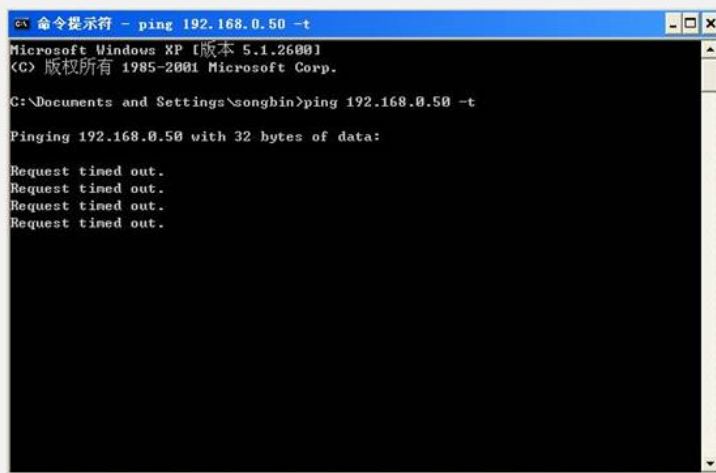 命令提示符 - ping 192.168.0.50 -t
Microsoft Windows XP [版本 5.1.2600]
(C) 版权所有 1985-2001 Microsoft Corp.
C:\Documents and Settings\songbin>ping 192.168.0.50 -t
Pinging 192.168.0.50 with 32 bytes of data:
Request timed out.
Request timed out.
Request timed out.
Request timed out.